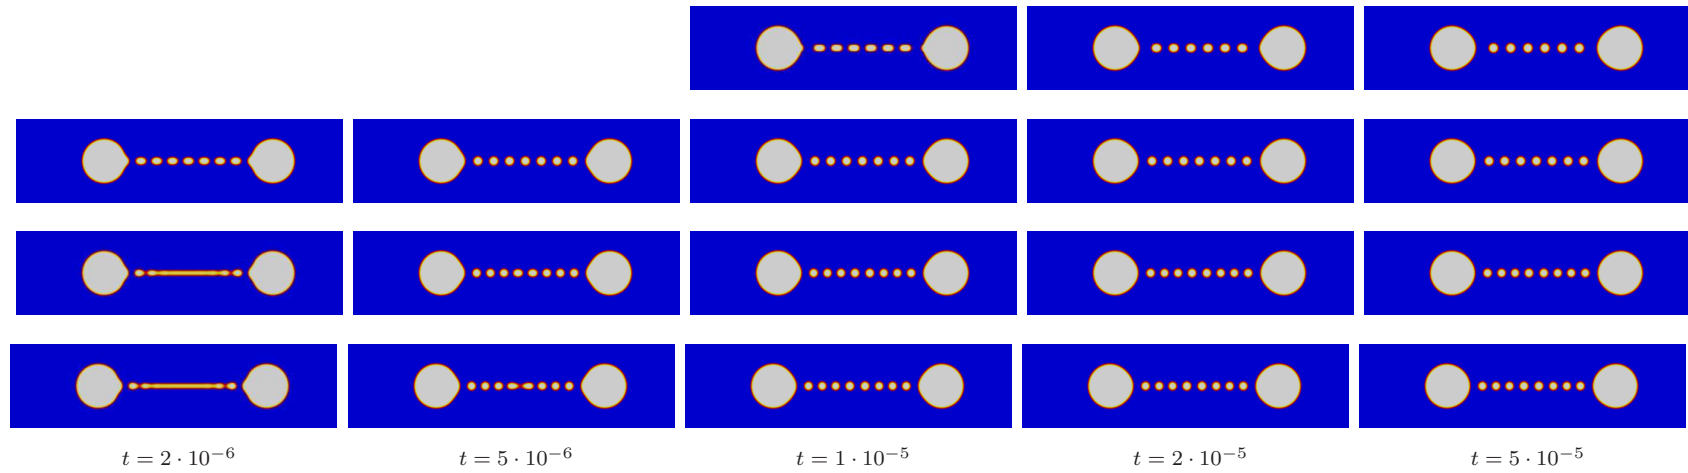 t = 2 · 10⁻⁶ t = 5 · 10⁻⁶ t = 1 · 10⁻⁵ t = 2 · 10⁻⁵ t = 5 · 10⁻⁵